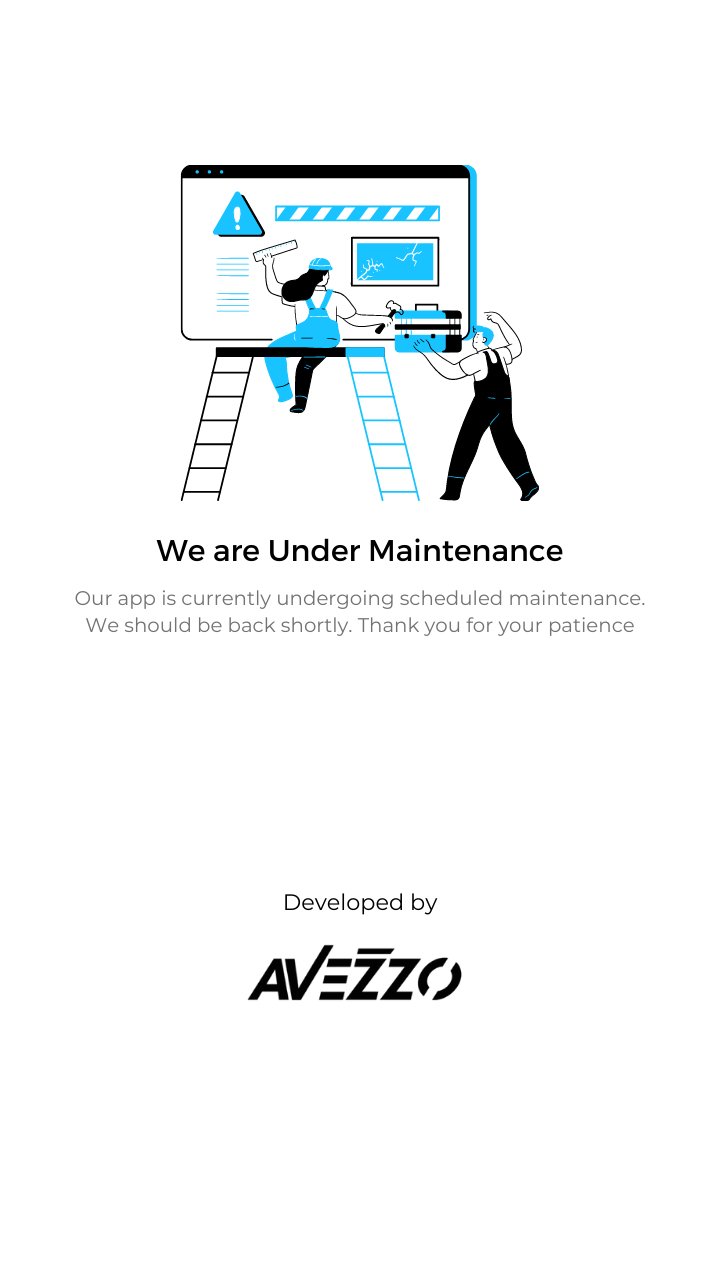 We are Under Maintenance
Our app is currently undergoing scheduled maintenance.
We should be back shortly. Thank you for your patience
Developed by
AVEZZO